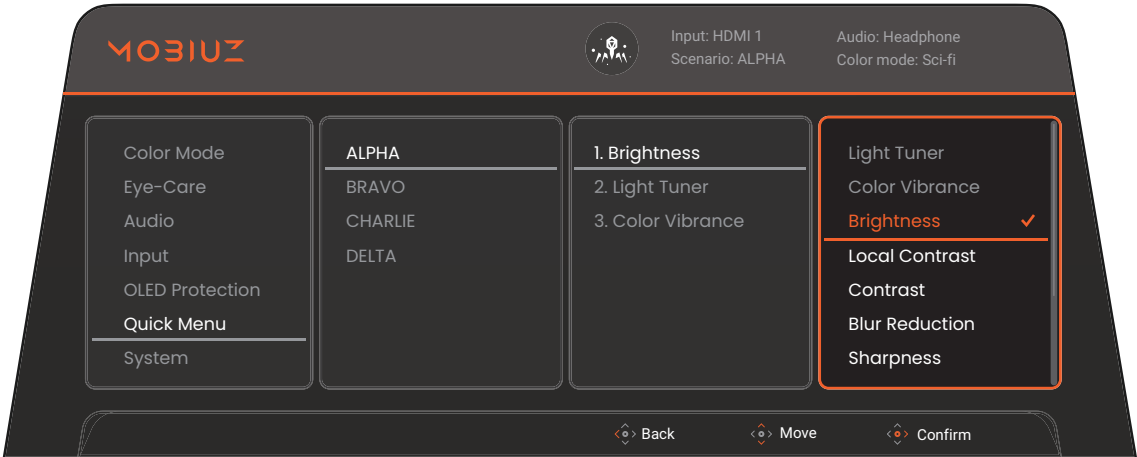 MOBIUZ
Input: HDMI 1
Scenario: ALPHA
Audio: Headphone
Color mode: Sci-fi
Color Mode
Eye-Care
Audio
Input
OLED Protection
Quick Menu
System
ALPHA
BRAVO
CHARLIE
DELTA
1. Brightness
2. Light Tuner
3. Color Vibrance
Light Tuner
Color Vibrance
Brightness
Local Contrast
Contrast
Blur Reduction
Sharpness
Back
Move
Confirm